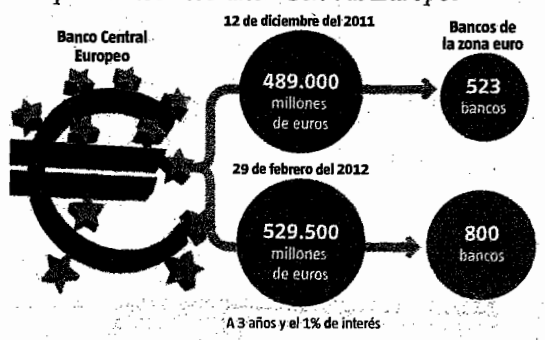 12 de diciembre del 2011
Banco Central
Europeo
Bancos de
la zona euro
489.000
millones
de euros
523
bancos
29 de febrero del 2012
529.500
millones
de euros
800
bancos
A 3 años y el 1% de interés